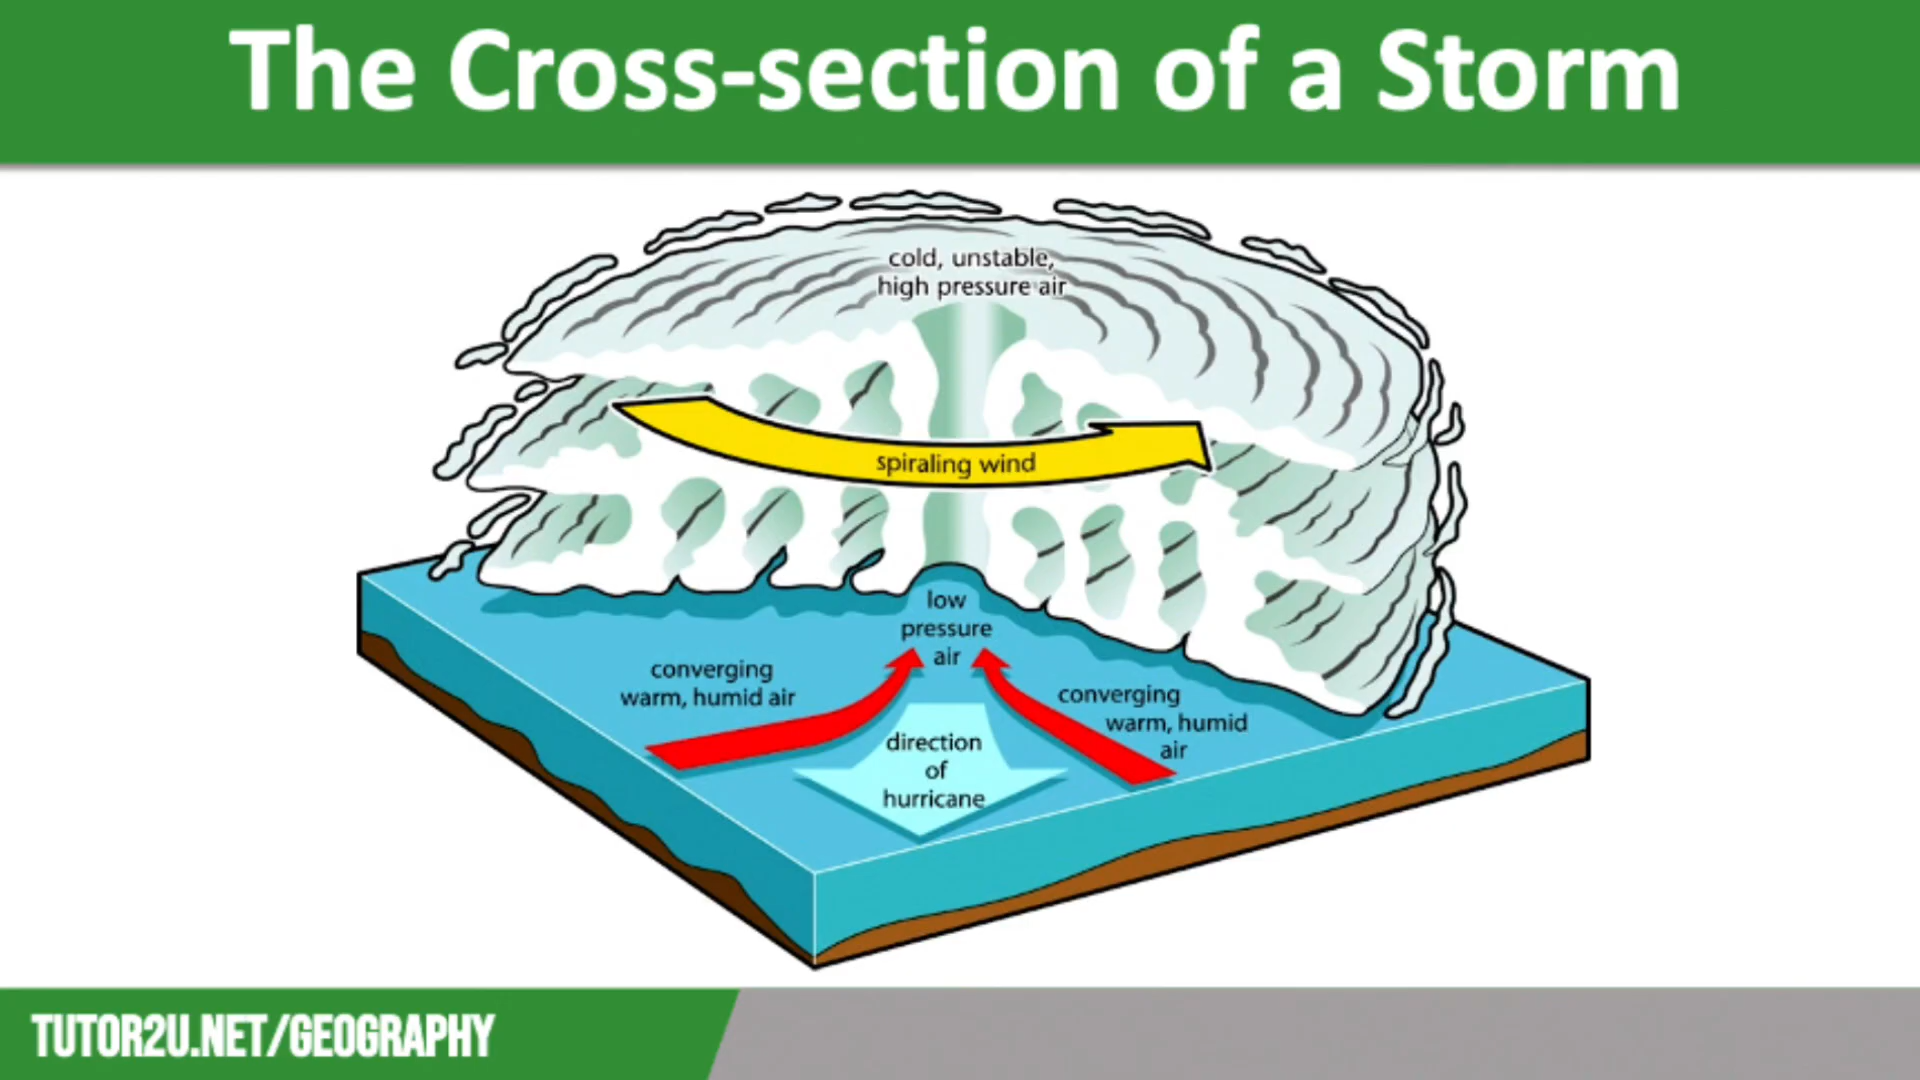 The Cross-section of a Storm
cold, unstable,
high pressure air
spiraling wind
low
pressure
air
converging
warm, humid air
converging
warm, humid
air
direction
of
hurricane
TUTOR2U.NET/GEOGRAPHY